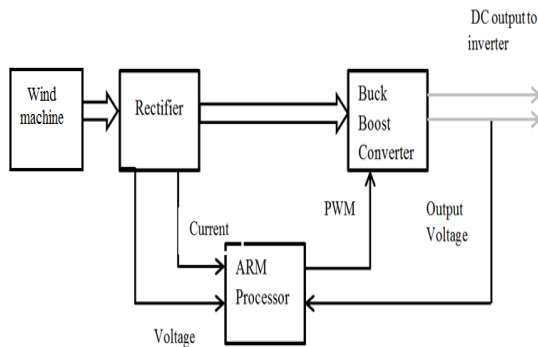 DC output to
inverter
Wind
machine
Rectifier
Buck
Boost
Converter
Current
PWM
Output
Voltage
ARM
Processor
Voltage